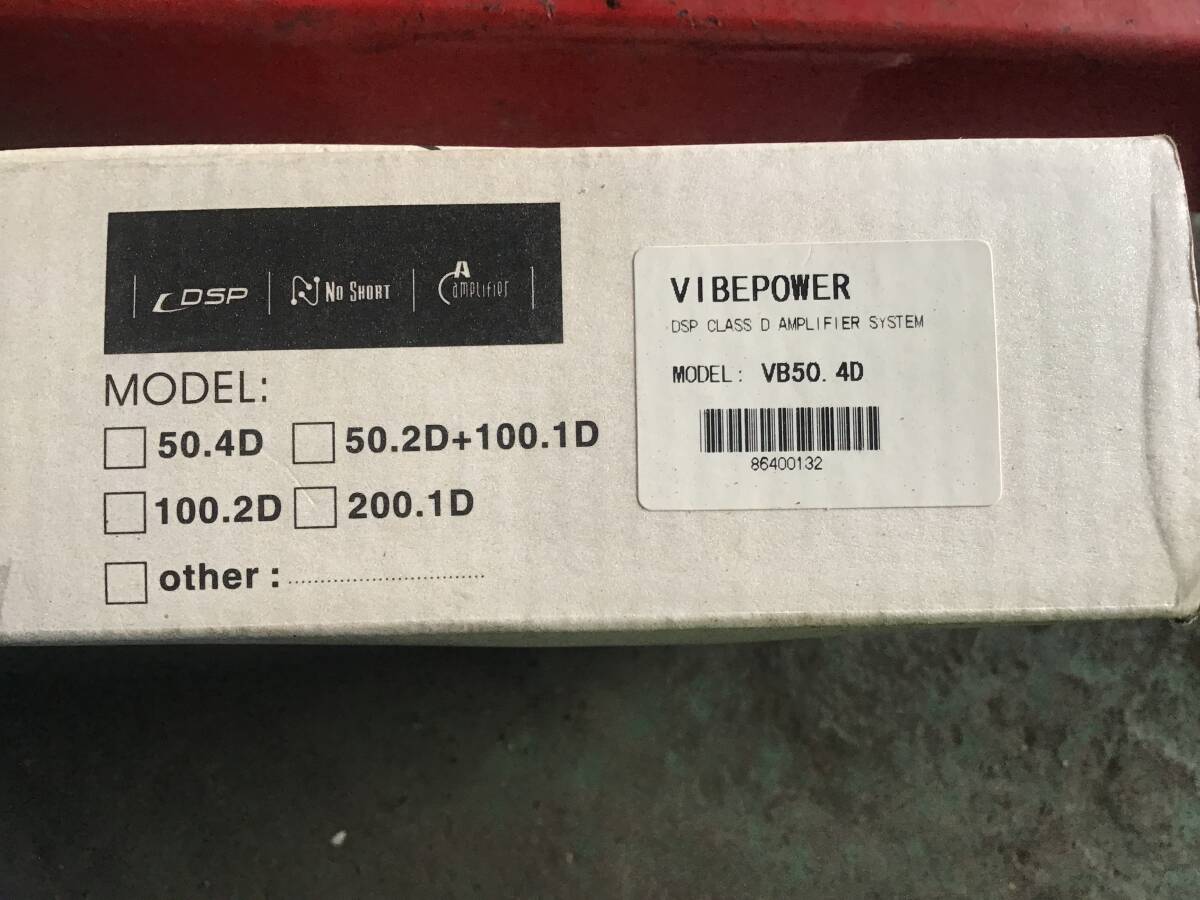 DSP
No Short
A
amplifier
MODEL:
50.4D
50.2D+100.1D
100.2D
200.1D
other :
VIBEPOWER
DSP CLASS D AMPLIFIER SYSTEM
MODEL: VB50.4D
86400132